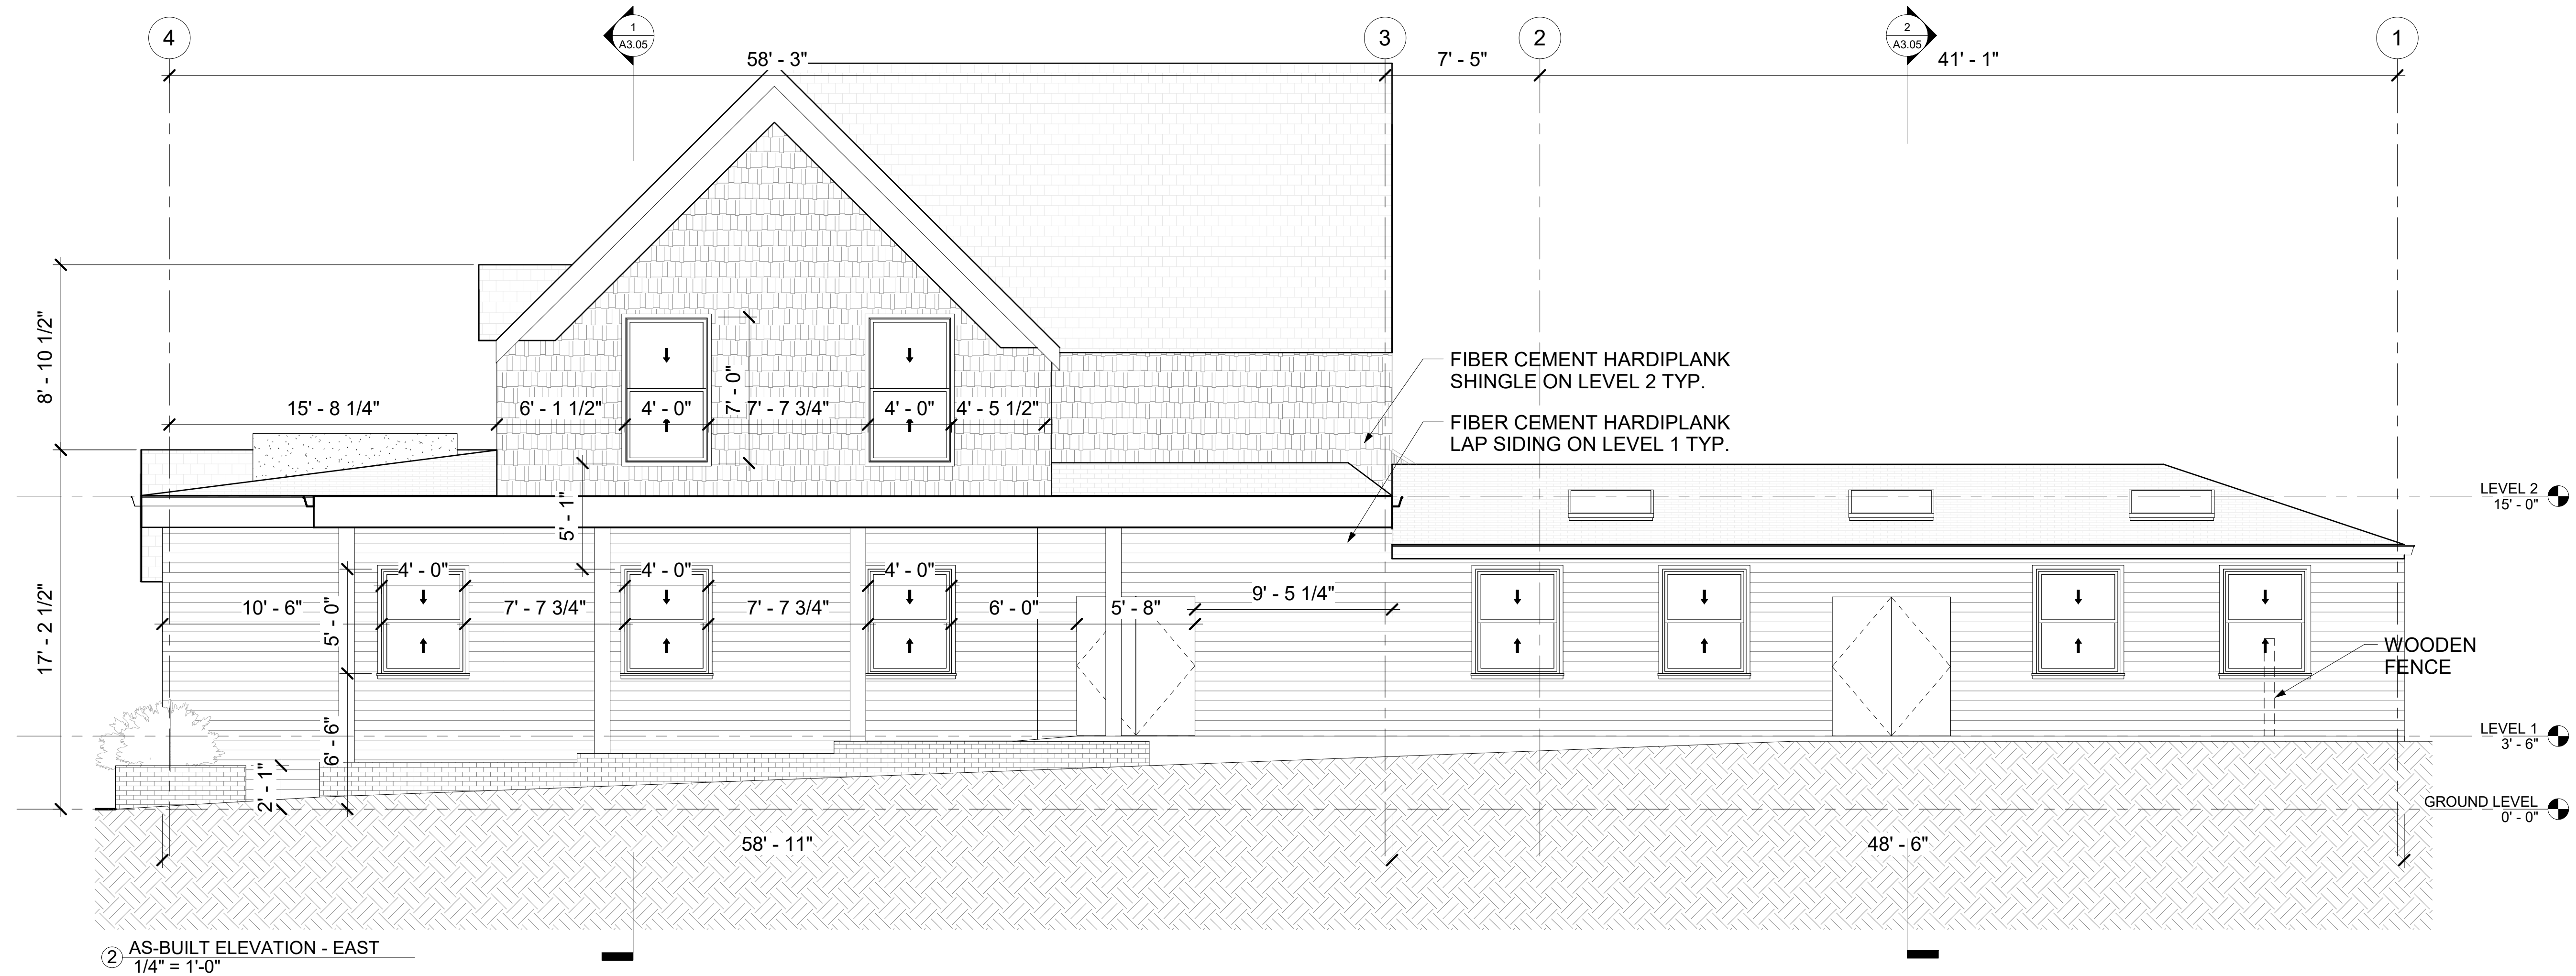 4
1
A3.05
3
2
2
A3.05
1
58' - 3"
7' - 5"
41' - 1"
8' - 10 1/2"
17' - 2 1/2"
15' - 8 1/4"
6' - 1 1/2"
4' - 0"
7' - 0"
7' - 7 3/4"
4' - 0"
4' - 5 1/2"
FIBER CEMENT HARDIPLANK
SHINGLE ON LEVEL 2 TYP.
FIBER CEMENT HARDIPLANK
LAP SIDING ON LEVEL 1 TYP.
LEVEL 2
15' - 0"
5' - 1"
4' - 0"
4' - 0"
4' - 0"
10' - 6"
5' - 0"
7' - 7 3/4"
7' - 7 3/4"
6' - 0"
5' - 8"
9' - 5 1/4"
WOODEN
FENCE
6' - 6"
2' - 1"
LEVEL 1
3' - 6"
GROUND LEVEL
0' - 0"
58' - 11"
48' - 6"
2
AS-BUILT ELEVATION - EAST
1/4" = 1'-0"